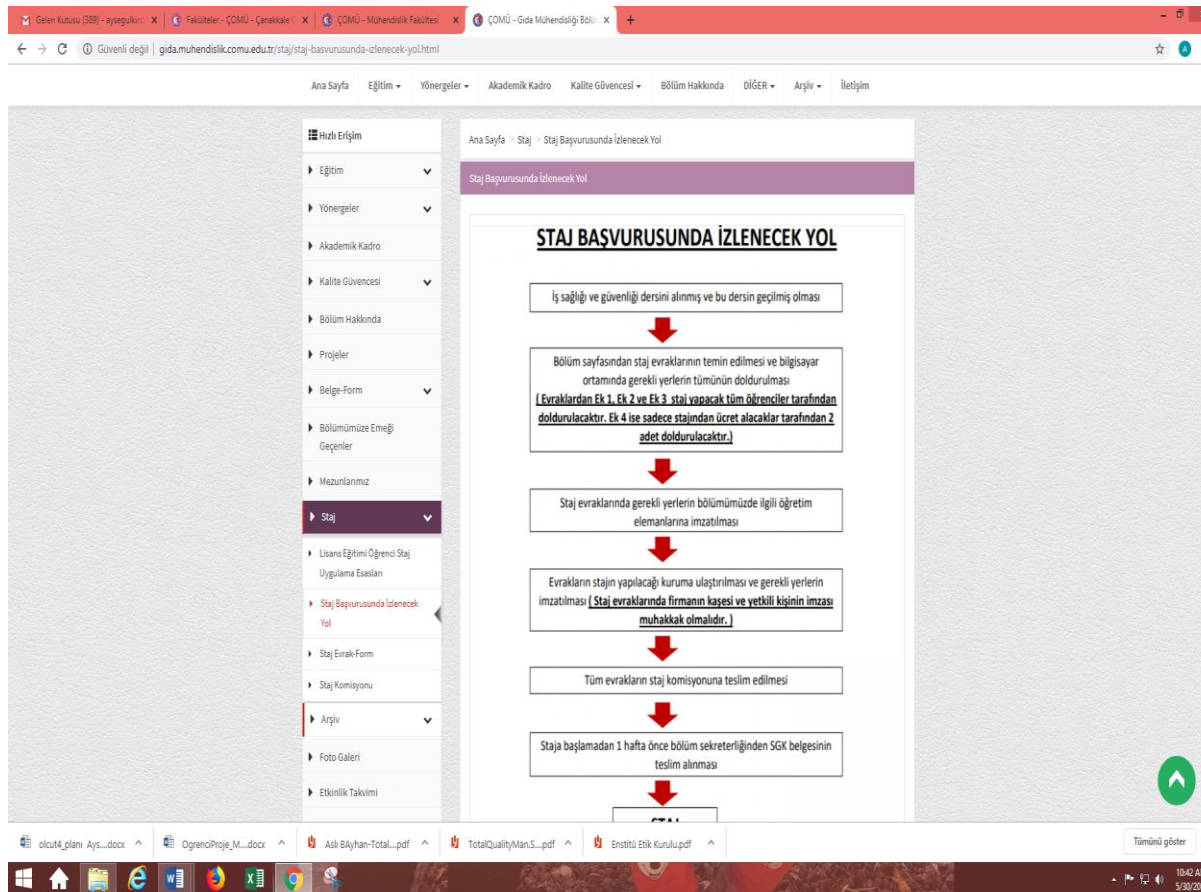 Gelen Kutusu (389) - aysegulkirc
Fakülteler - ÇOMÜ - Çanakkale O
ÇOMÜ - Mühendislik Fakültesi
ÇOMÜ - Gıda Mühendisliği Bölü
Güvenli değil | gida.muhendislik.comu.edu.tr/staj/staj-basvurusunda-izlenecek-yol.html
Ana Sayfa Eğitim Yönergeler Akademik Kadro Kalite Güvencesi Bölüm Hakkında DİĞER Arşiv İletişim
Hızlı Erişim
Eğitim
Yönergeler
Akademik Kadro
Kalite Güvencesi
Bölüm Hakkında
Projeler
Belge-Form
Bölümümüze Emeği
Geçenler
Mezunlarımız
Staj
Lisans Eğitimi Öğrenci Staj
Uygulama Esasları
Staj Başvurusunda İzlenecek
Yol
Staj Evrak-Form
Staj Komisyonu
Arşiv
Foto Galeri
Etkinlik Takvimi
Ana Sayfa > Staj > Staj Başvurusunda İzlenecek Yol
Staj Başvurusunda İzlenecek Yol
STAJ BAŞVURUSUNDA İZLENECEK YOL
İş sağlığı ve güvenliği dersini alınmış ve bu dersin geçilmiş olması
Bölüm sayfasından staj evraklarının temin edilmesi ve bilgisayar
ortamında gerekli yerlerin tümünün doldurulması
( Evraklardan Ek 1, Ek 2 ve Ek 3 staj yapacak tüm öğrenciler tarafından
doldurulacaktır. Ek 4 ise sadece stajından ücret alacaklar tarafından 2
adet doldurulacaktır.)
Staj evraklarında gerekli yerlerin bölümümüzde ilgili öğretim
elemanlarına imzatılması
Evrakların stajın yapılacağı kuruma ulaştırılması ve gerekli yerlerin
imzatılması ( Staj evraklarında firmanın kaşesi ve yetkili kişinin imzası
muhakkak olmalıdır. )
Tüm evrakların staj komisyonuna teslim edilmesi
Staja başlamadan 1 hafta önce bölüm sekreterliğinden SGK belgesinin
teslim alınması
STAJ
olcut4_planı Ays....docx
OgrenciProje_M....docx
Aslı BAyhan-Total....pdf
TotalQualityMan.S....pdf
Enstitü Etik Kurulu.pdf
Tümünü göster
10:42
5/30/20